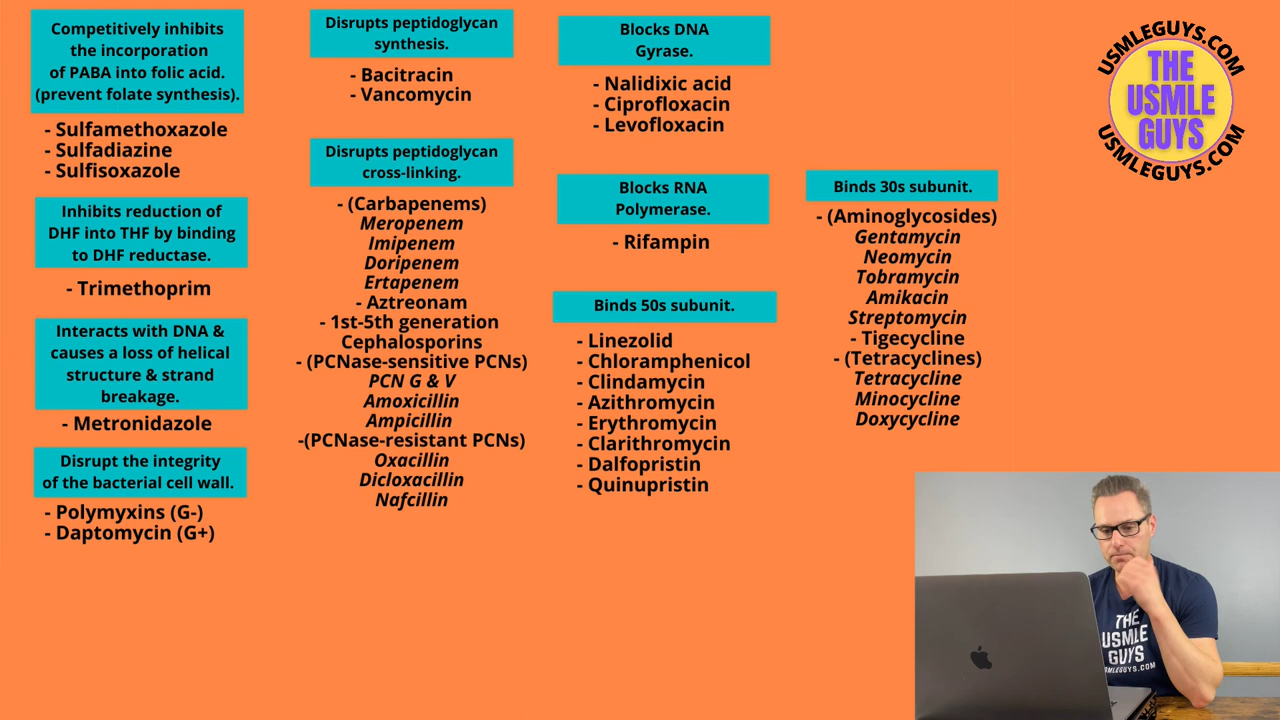 Competitively inhibits
the incorporation
of PABA into folic acid.
(prevent folate synthesis).
- Sulfamethoxazole
- Sulfadiazine
- Sulfisoxazole
Inhibits reduction of
DHF into THF by binding
to DHF reductase.
- Trimethoprim
Interacts with DNA &
causes a loss of helical
structure & strand
breakage.
- Metronidazole
Disrupt the integrity
of the bacterial cell wall.
- Polymyxins (G-)
- Daptomycin (G+)
Disrupts peptidoglycan
synthesis.
- Bacitracin
- Vancomycin
Disrupts peptidoglycan
cross-linking.
- (Carbapenems)
Meropenem
Imipenem
Doripenem
Ertapenem
- Aztreonam
- 1st-5th generation
Cephalosporins
- (PCNase-sensitive PCNs)
PCN G & V
Amoxicillin
Ampicillin
-(PCNase-resistant PCNs)
Oxacillin
Dicloxacillin
Nafcillin
Blocks DNA
Gyrase.
- Nalidixic acid
- Ciprofloxacin
- Levofloxacin
Blocks RNA
Polymerase.
- Rifampin
Binds 50s subunit.
- Linezolid
- Chloramphenicol
- Clindamycin
- Azithromycin
- Erythromycin
- Clarithromycin
- Dalfopristin
- Quinupristin
Binds 30s subunit.
- (Aminoglycosides)
Gentamycin
Neomycin
Tobramycin
Amikacin
Streptomycin
- Tigecycline
- (Tetracyclines)
Tetracycline
Minocycline
Doxycycline
USMLEGUYS.COM
THE
USMLE
GUYS
USMLEGUYS.COM
THE
USMLE
GUYS
USMLEGUYS.COM